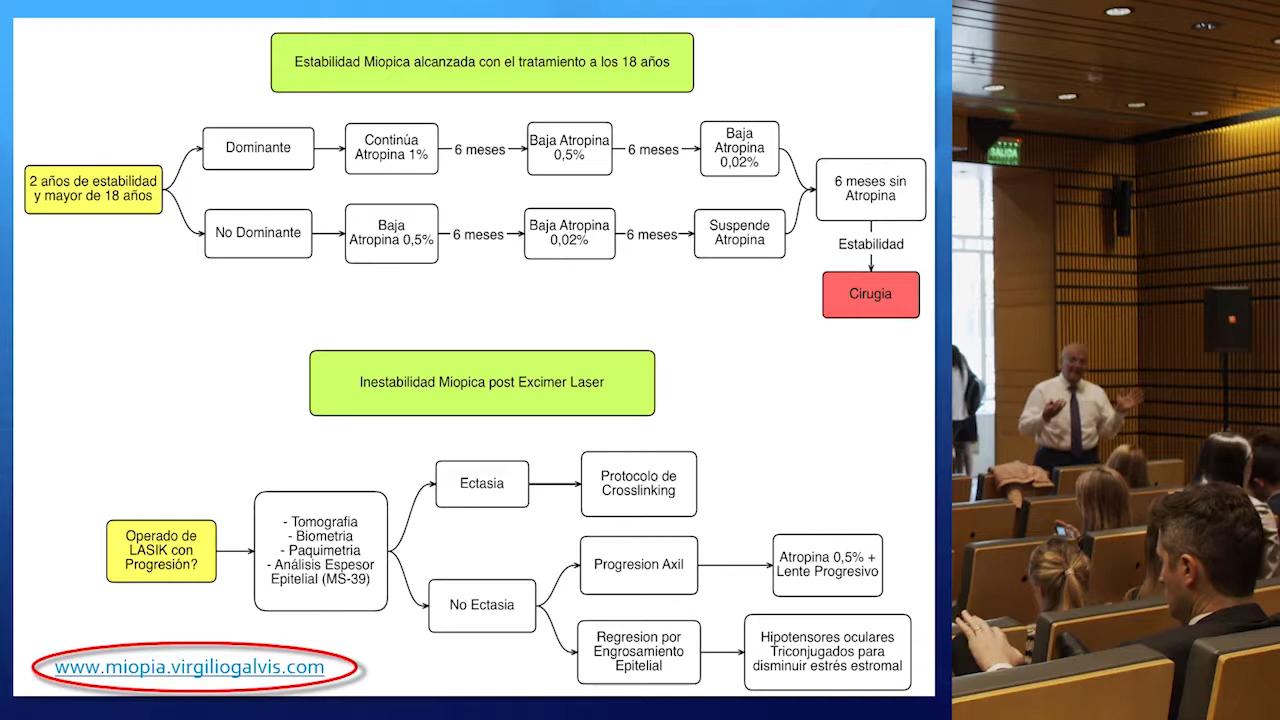 Estabilidad Miopica alcanzada con el tratamiento a los 18 años
2 años de estabilidad
y mayor de 18 años
Dominante
Continúa
Atropina 1%
6 meses
Baja Atropina
0,5%
6 meses
Baja
Atropina
0,02%
No Dominante
Baja
Atropina 0,5%
6 meses
Baja Atropina
0,02%
6 meses
Suspende
Atropina
6 meses sin
Atropina
Estabilidad
Cirugia
Inestabilidad Miopica post Excimer Laser
Operado de
LASIK con
Progresión?
- Tomografia
- Biometria
- Paquimetria
- Análisis Espesor
Epitelial (MS-39)
Ectasia
Protocolo de
Crosslinking
No Ectasia
Progresion Axil
Atropina 0,5% +
Lente Progresivo
Regresion por
Engrosamiento
Epitelial
Hipotensores oculares
Triconjugados para
disminuir estrés estromal
www.miopia.virgiliogalvis.com
SALIDA